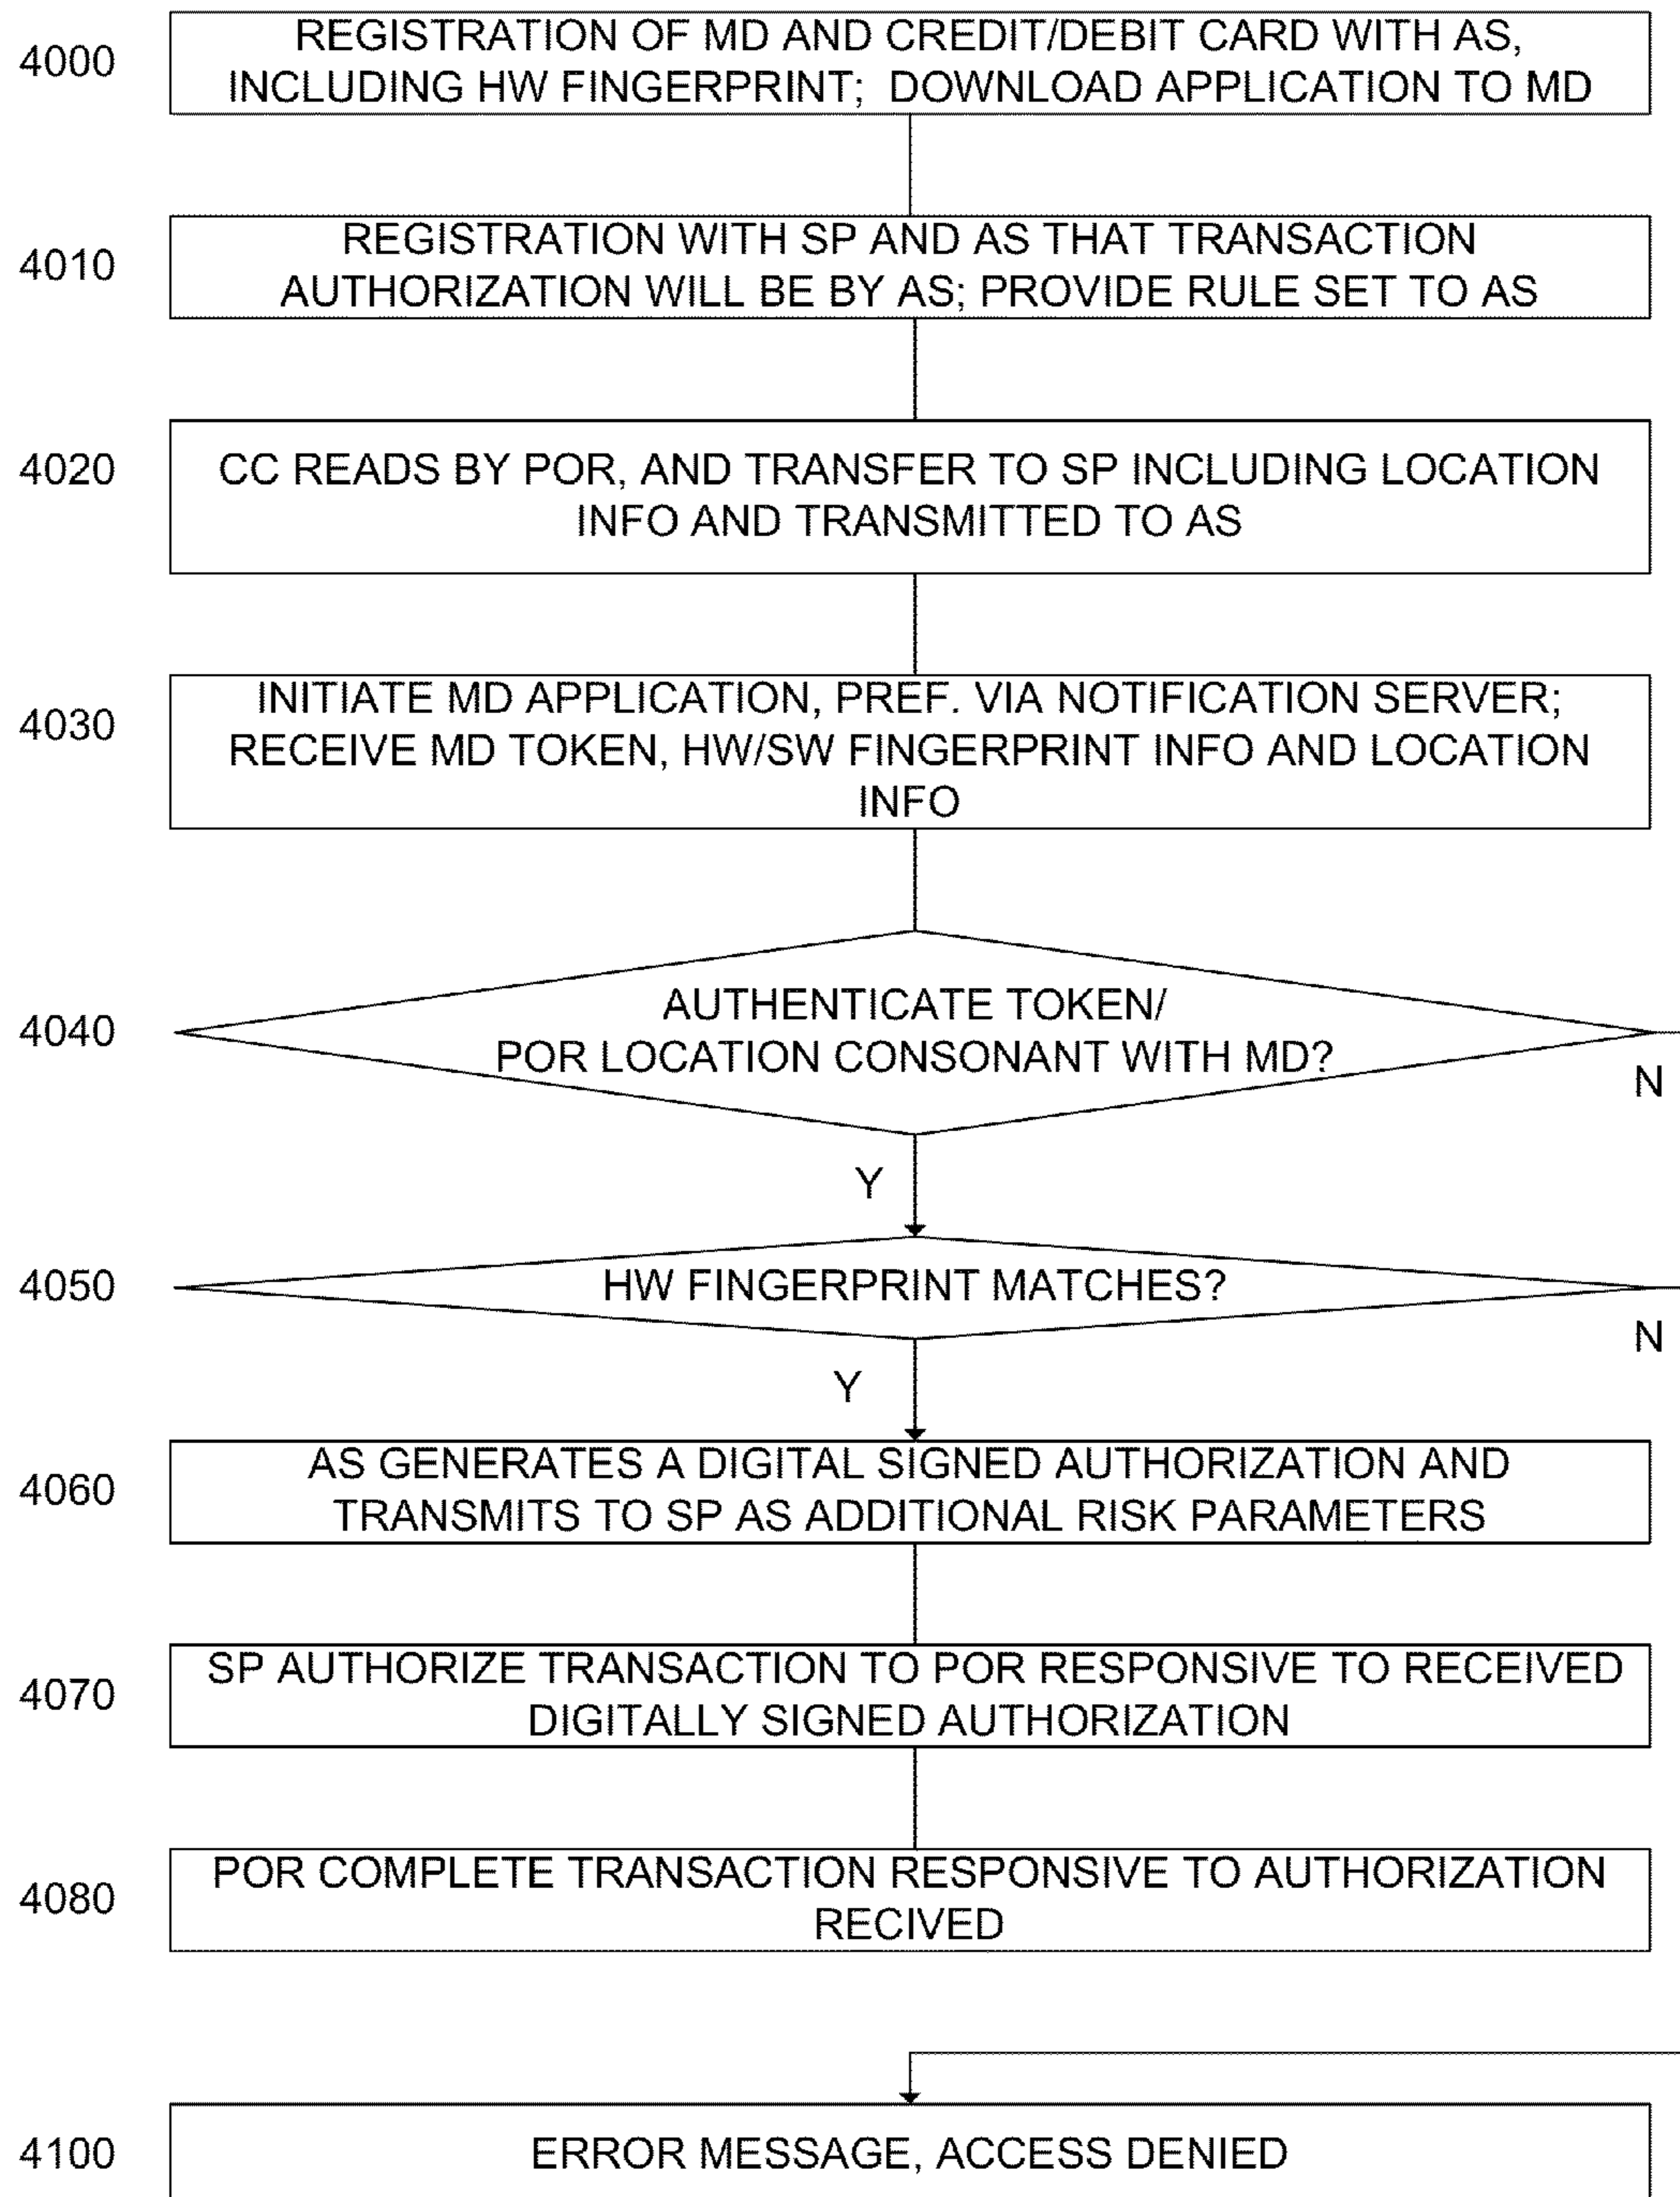 4000
REGISTRATION OF MD AND CREDIT/DEBIT CARD WITH AS,
INCLUDING HW FINGERPRINT; DOWNLOAD APPLICATION TO MD
4010
REGISTRATION WITH SP AND AS THAT TRANSACTION
AUTHORIZATION WILL BE BY AS; PROVIDE RULE SET TO AS
4020
CC READS BY POR, AND TRANSFER TO SP INCLUDING LOCATION
INFO AND TRANSMITTED TO AS
4030
INITIATE MD APPLICATION, PREF. VIA NOTIFICATION SERVER;
RECEIVE MD TOKEN, HW/SW FINGERPRINT INFO AND LOCATION
INFO
4040
AUTHENTICATE TOKEN/
POR LOCATION CONSONANT WITH MD?
N
Y
4050
HW FINGERPRINT MATCHES?
N
Y
4060
AS GENERATES A DIGITAL SIGNED AUTHORIZATION AND
TRANSMITS TO SP AS ADDITIONAL RISK PARAMETERS
4070
SP AUTHORIZE TRANSACTION TO POR RESPONSIVE TO RECEIVED
DIGITALLY SIGNED AUTHORIZATION
4080
POR COMPLETE TRANSACTION RESPONSIVE TO AUTHORIZATION
RECIVED
4100
ERROR MESSAGE, ACCESS DENIED